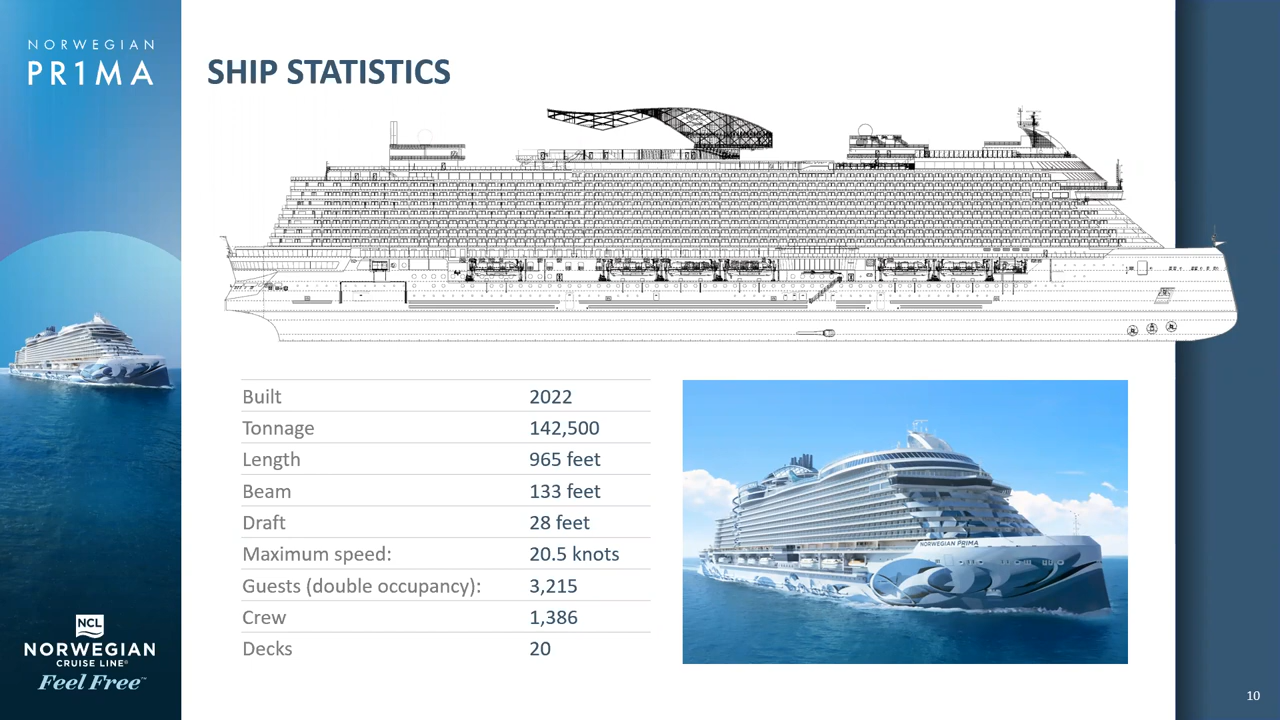 NORWEGIAN
PR1MA
SHIP STATISTICS
Built 2022
Tonnage 142,500
Length 965 feet
Beam 133 feet
Draft 28 feet
Maximum speed: 20.5 knots
Guests (double occupancy): 3,215
Crew 1,386
Decks 20
NORWEGIAN PRIMA
NCL
NORWEGIAN
CRUISE LINE®
Feel Free™
10